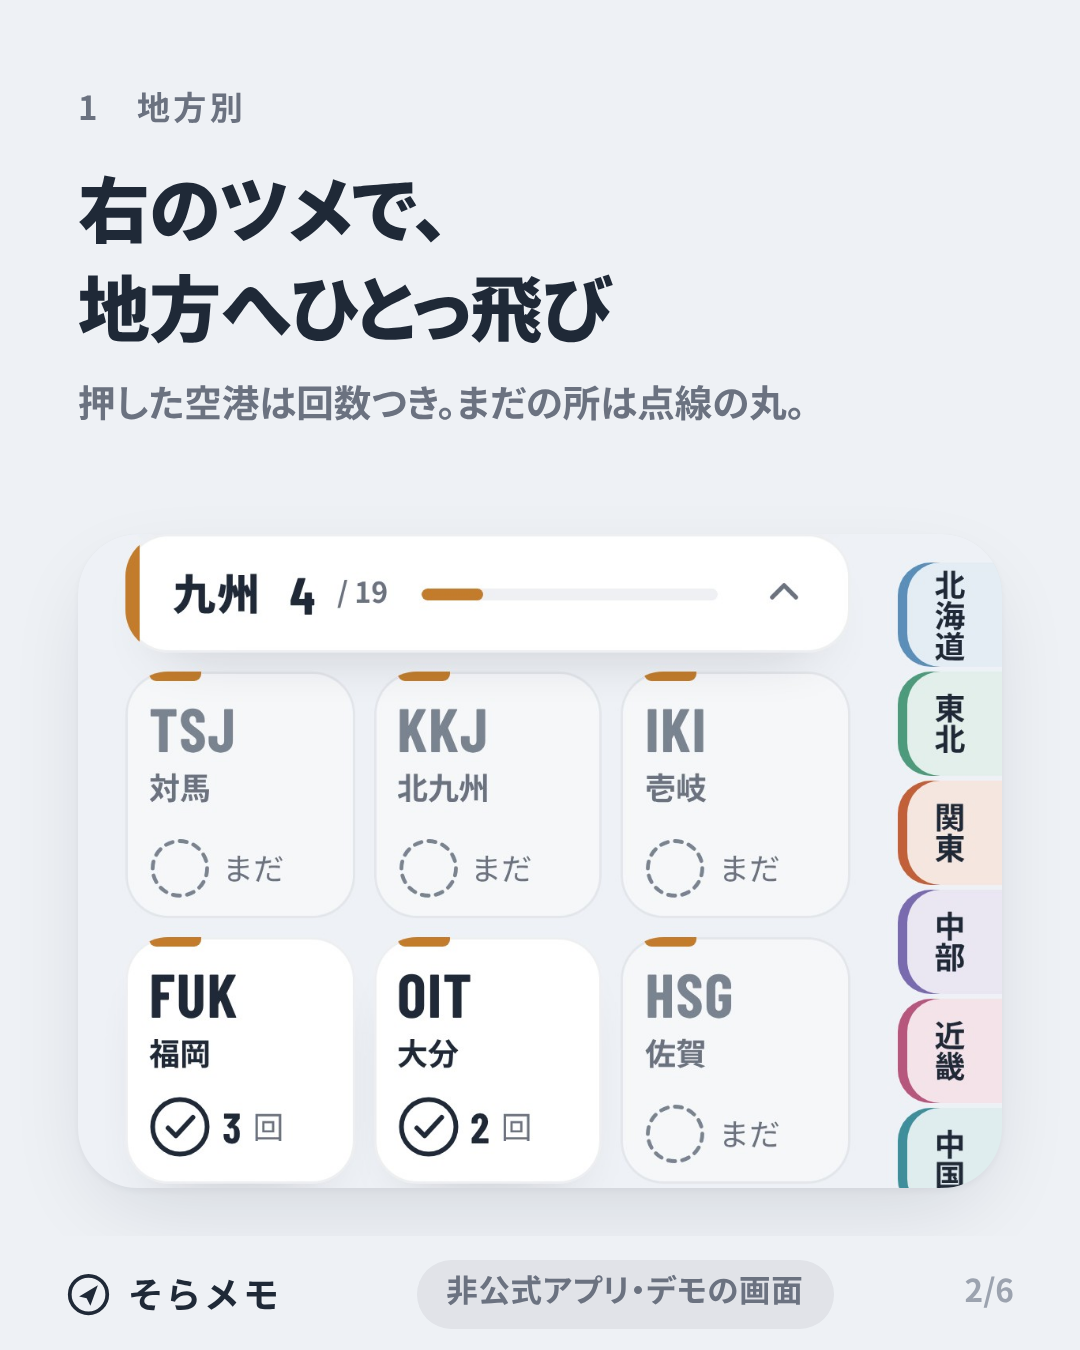 1 地方別
右のツメで、
地方へひとっ飛び
押した空港は回数つき。まだの所は点線の丸。
九州 4 / 19
TSJ
対馬
まだ
KKJ
北九州
まだ
IKI
壱岐
まだ
FUK
福岡
3 回
OIT
大分
2 回
HSG
佐賀
まだ
北海道
東北
関東
中部
近畿
中国
そらメモ
非公式アプリ・デモの画面
2/6